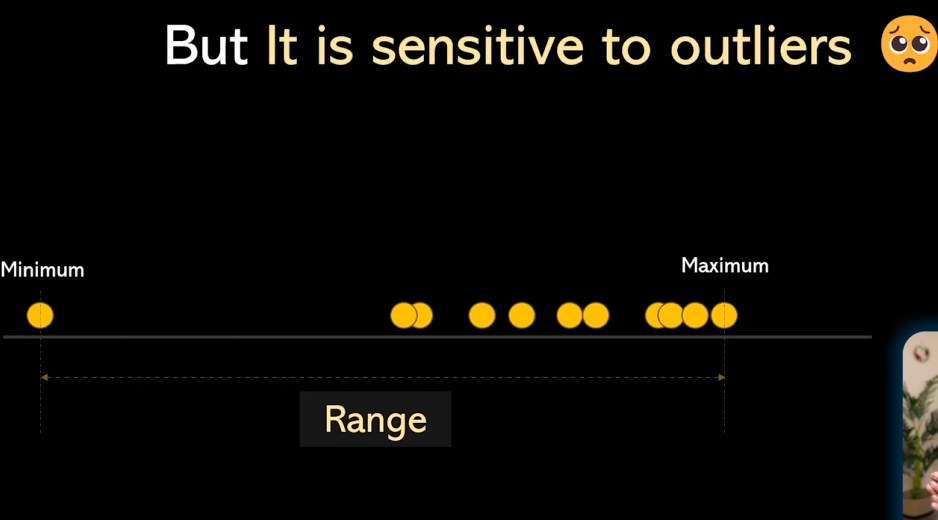 But It is sensitive to outliers
Minimum
Maximum
Range